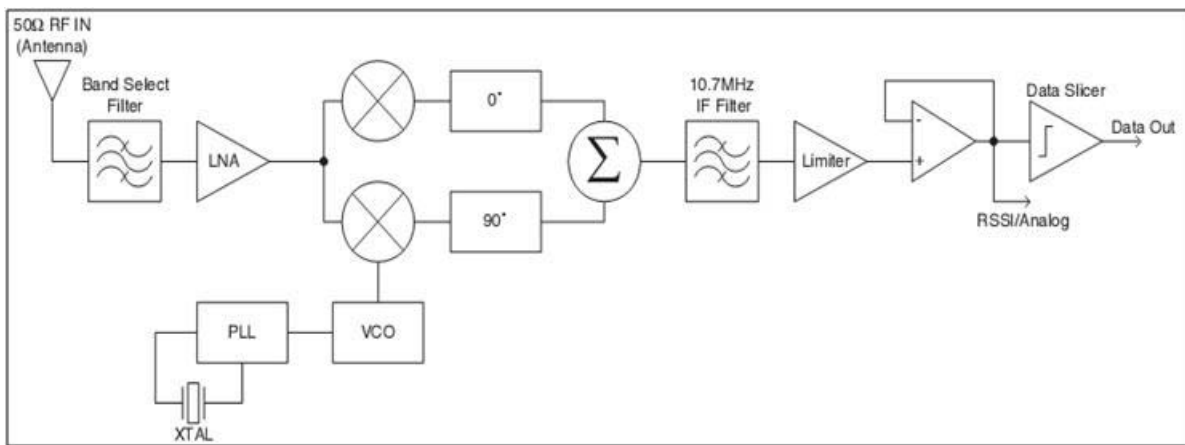 50Ω RF IN
(Antenna)
Band Select
Filter
LNA
0°
90°
Σ
10.7MHz
IF Filter
Limiter
-
+
Data Slicer
Data Out
RSSI/Analog
PLL
VCO
XTAL